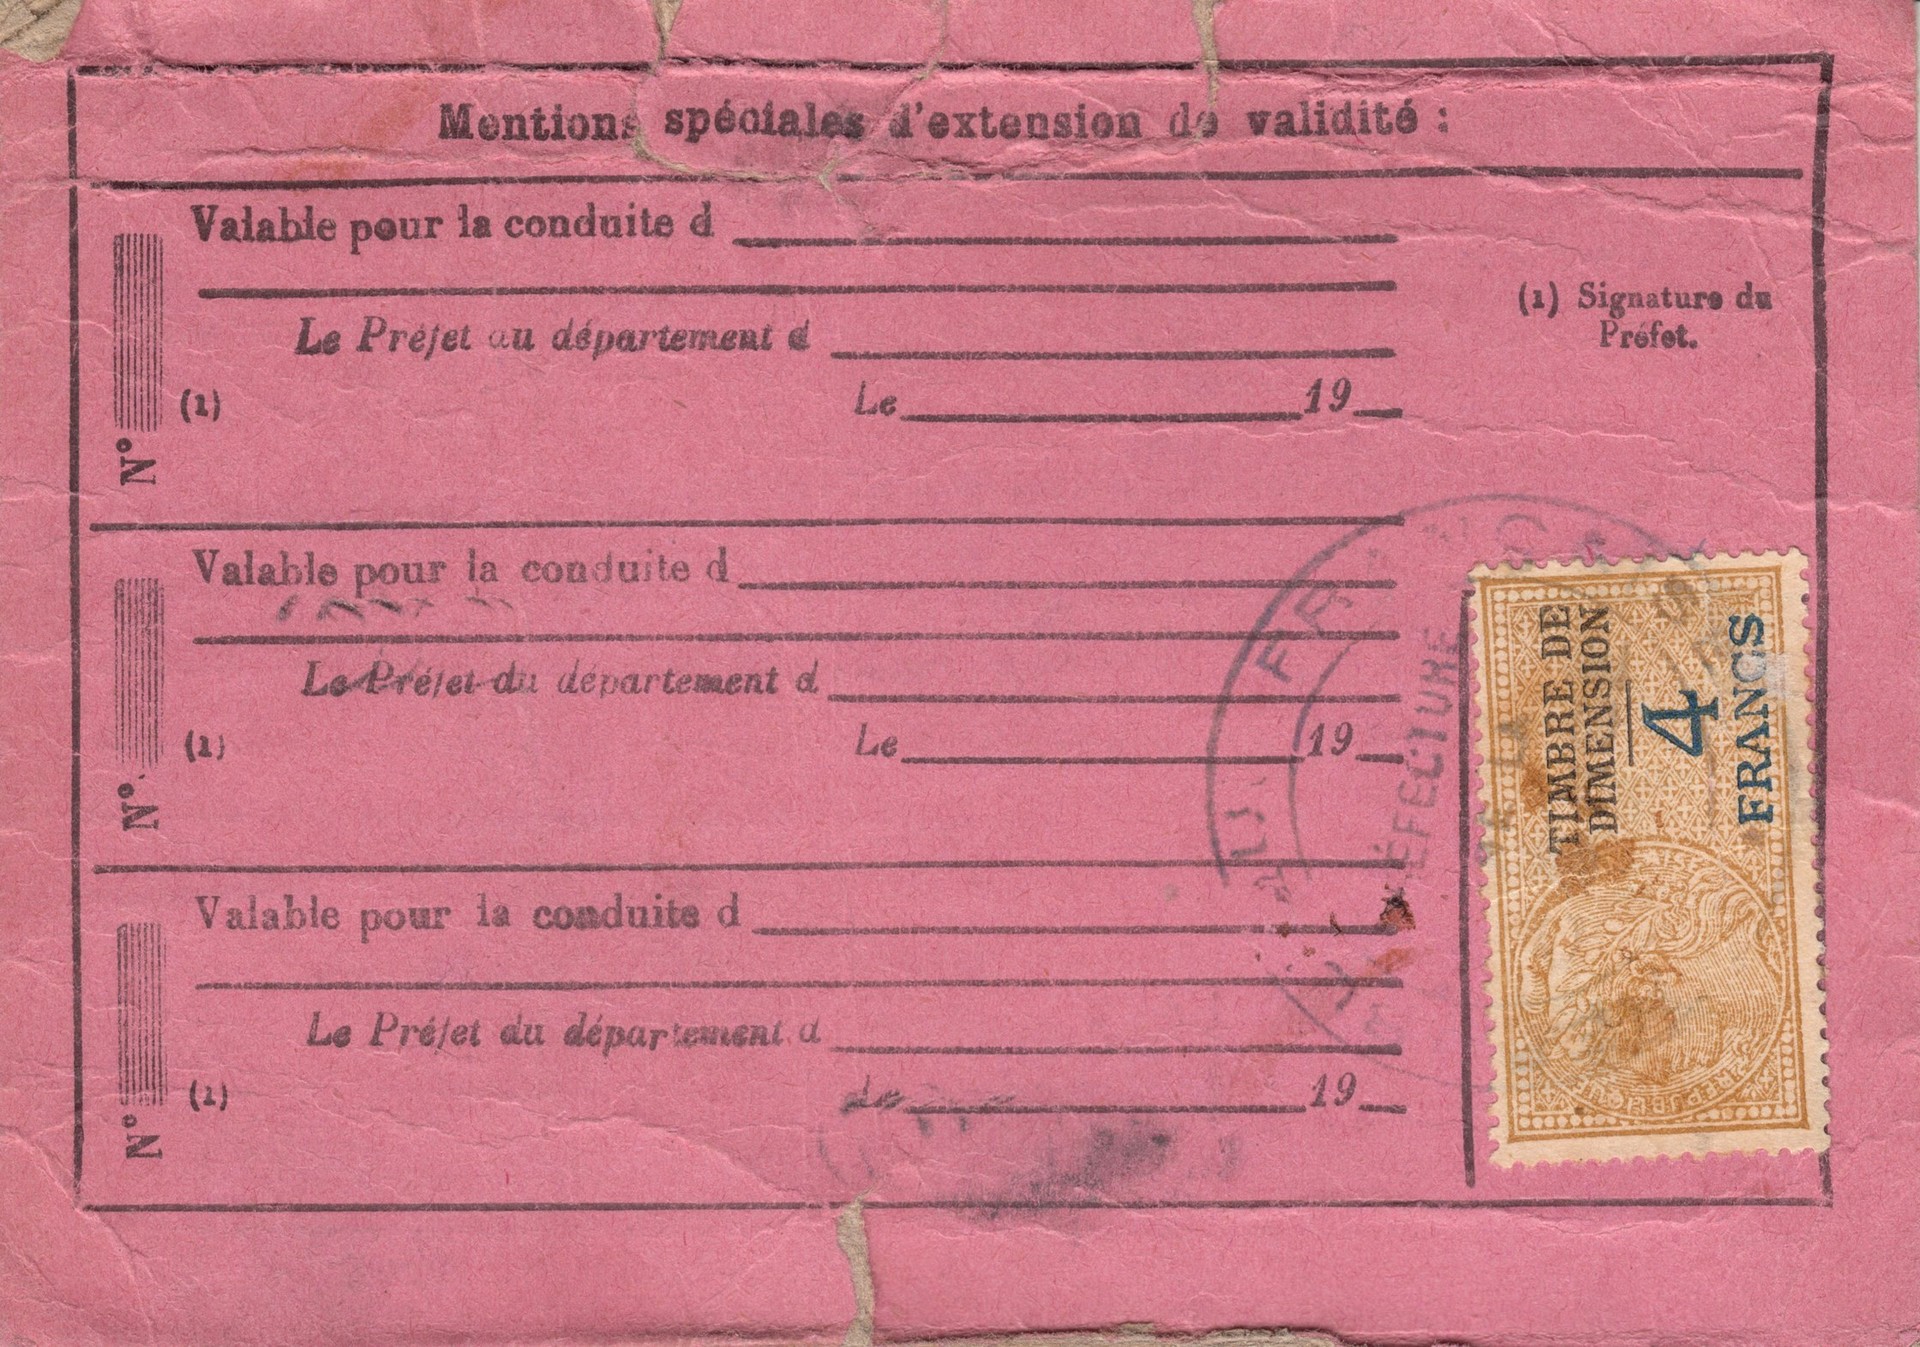 Mentions spéciales d'extension de validité :
Valable pour la conduite d
Le Préfet du département d
Le 19
(1)
N°
(1) Signature du
Préfet.
Valable pour la conduite d
Le Préfet du département d
Le 19
(1)
N°
Valable pour la conduite d
Le Préfet du département d
Le 19
(1)
N°
TIMBRE DE
DIMENSION
4
FRANCS